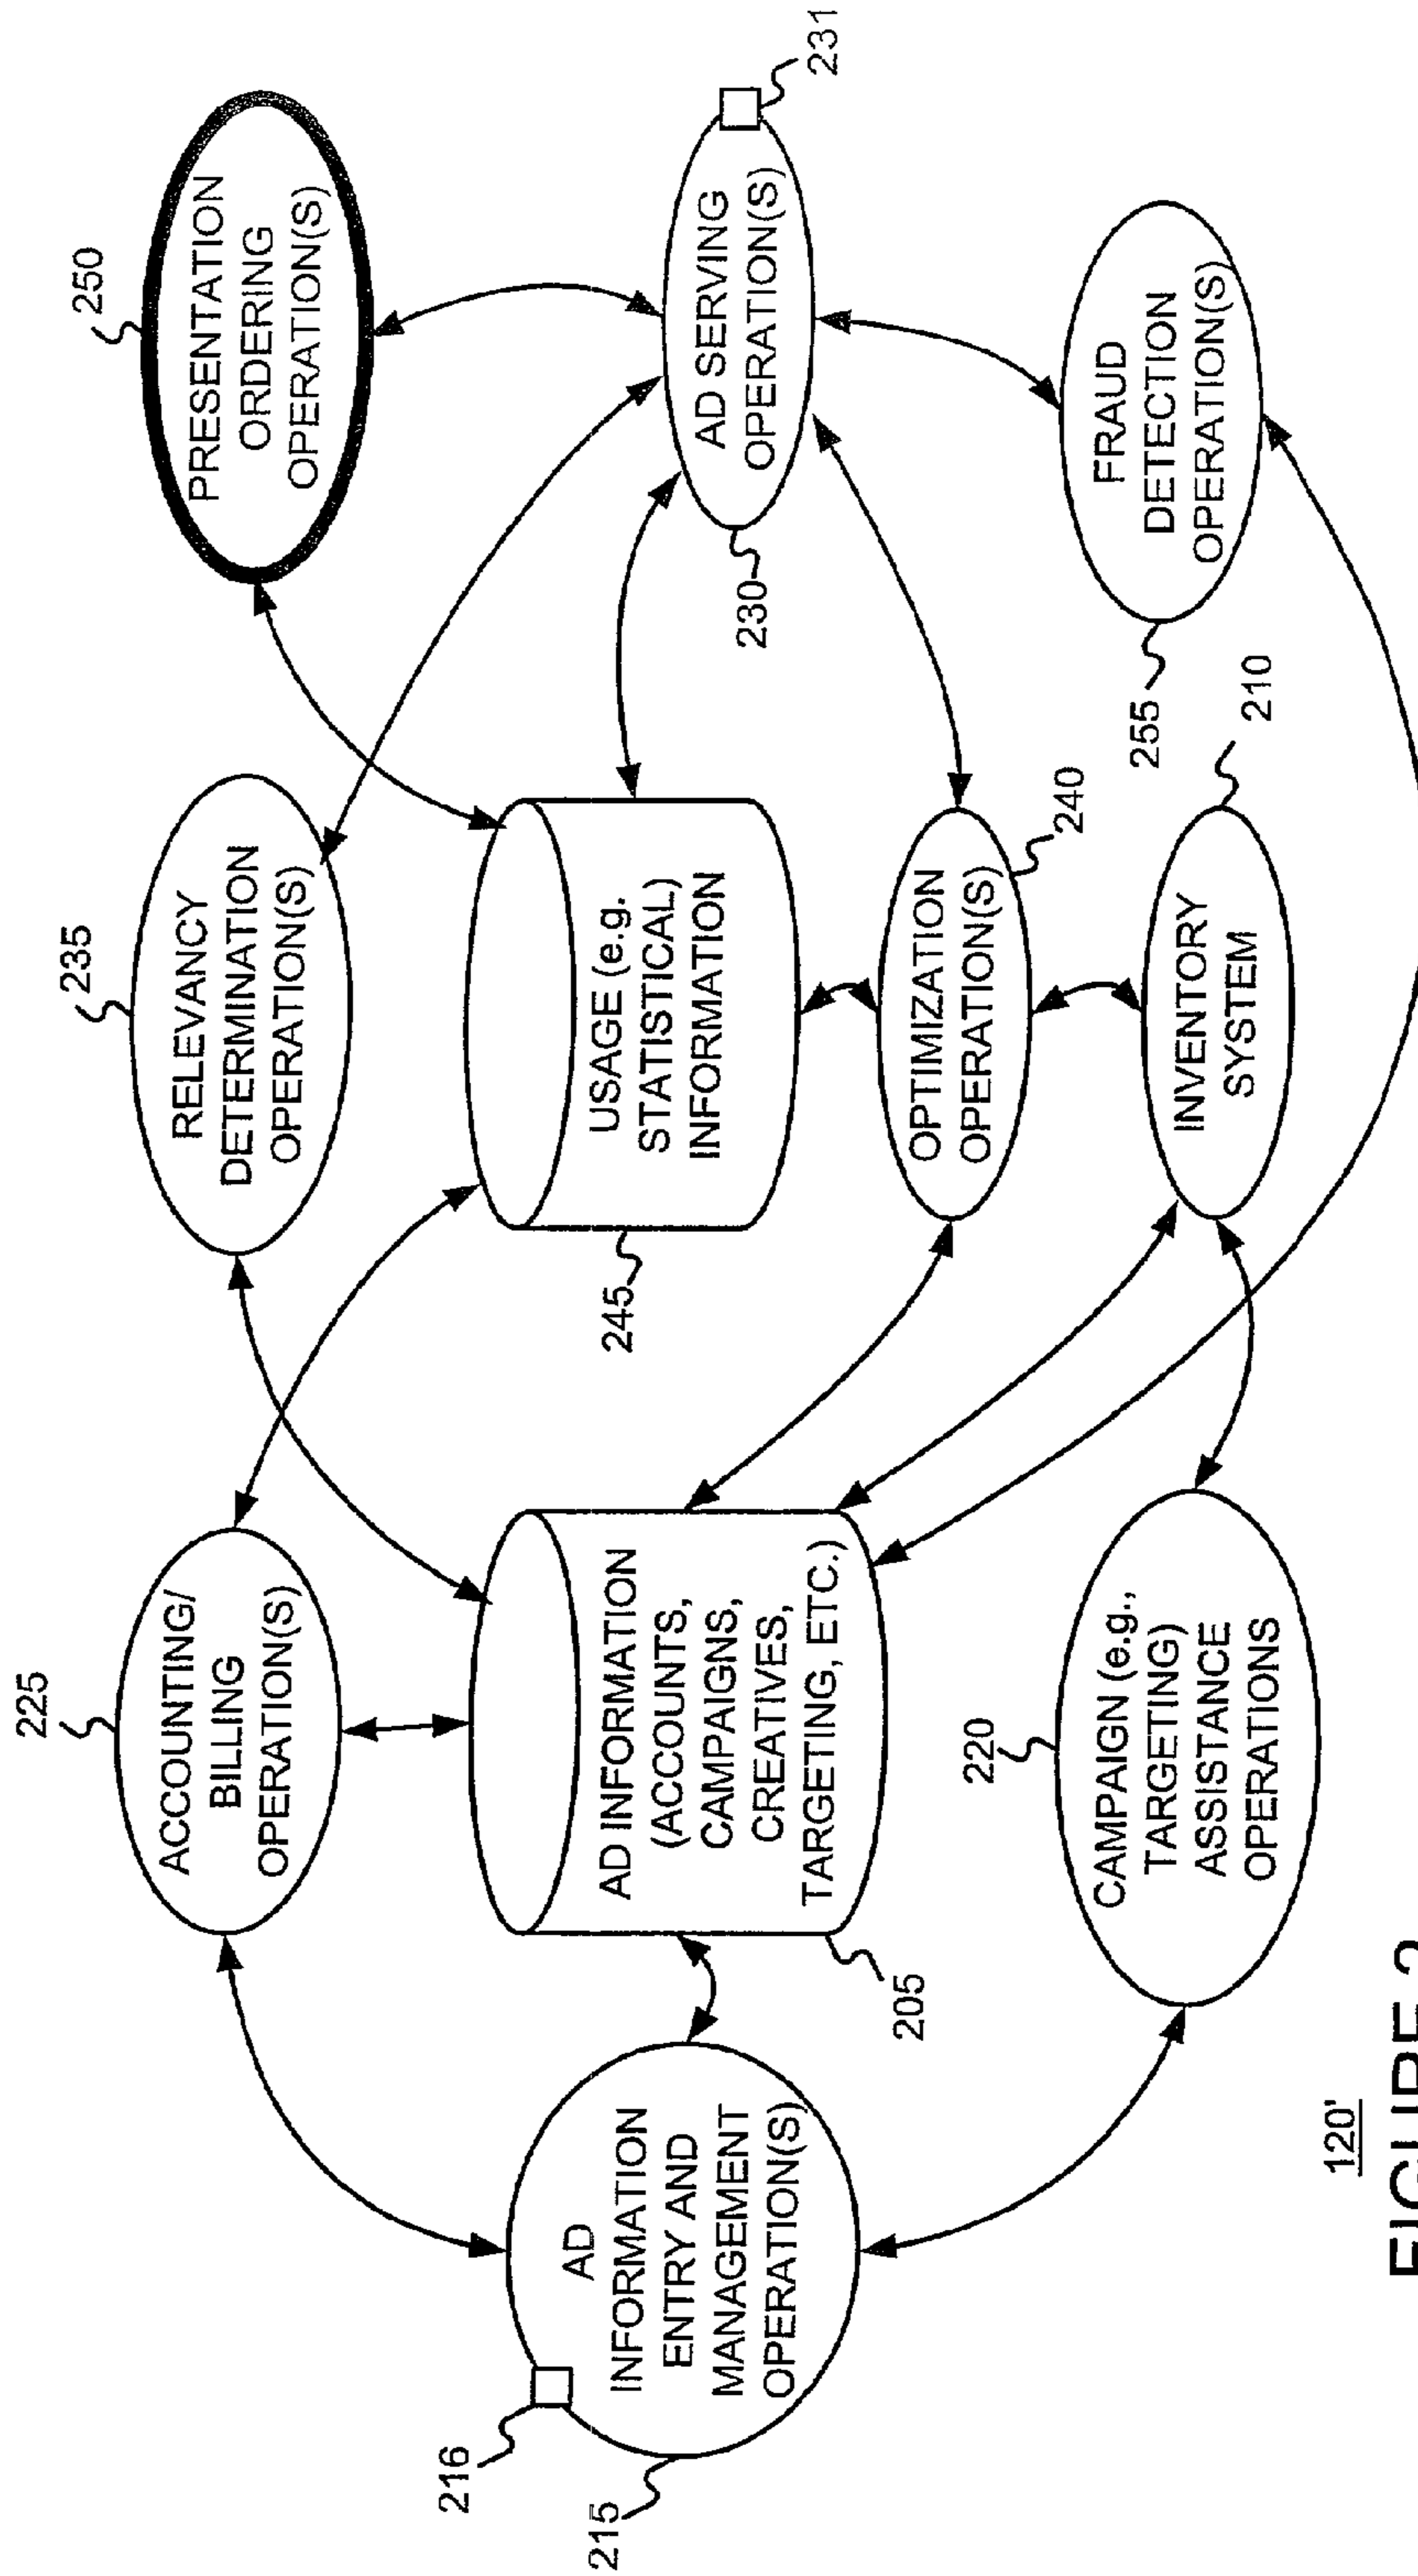 225
ACCOUNTING/
BILLING
OPERATION(S)
235
RELEVANCY
DETERMINATION
OPERATION(S)
250
PRESENTATION
ORDERING
OPERATION(S)
216
215
AD
INFORMATION
ENTRY AND
MANAGEMENT
OPERATION(S)
AD INFORMATION
(ACCOUNTS,
CAMPAIGNS,
CREATIVES,
TARGETING, ETC.)
205
USAGE (e.g.
STATISTICAL)
INFORMATION
245
AD SERVING
OPERATION(S)
230
231
OPTIMIZATION
OPERATION(S)
240
220
CAMPAIGN (e.g.,
TARGETING)
ASSISTANCE
OPERATIONS
INVENTORY
SYSTEM
210
FRAUD
DETECTION
OPERATION(S)
255
120'
FIGURE 2